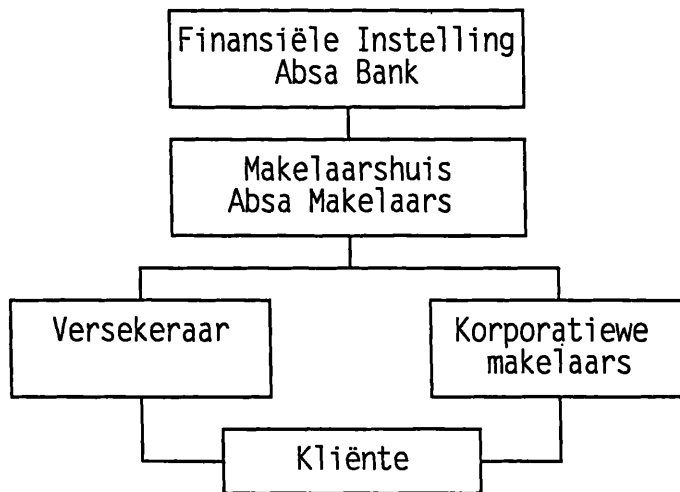 Finansiële Instelling
Absa Bank
Makelaarshuis
Absa Makelaars
Versekeraar
Korporatiewe
makelaars
Kliënte